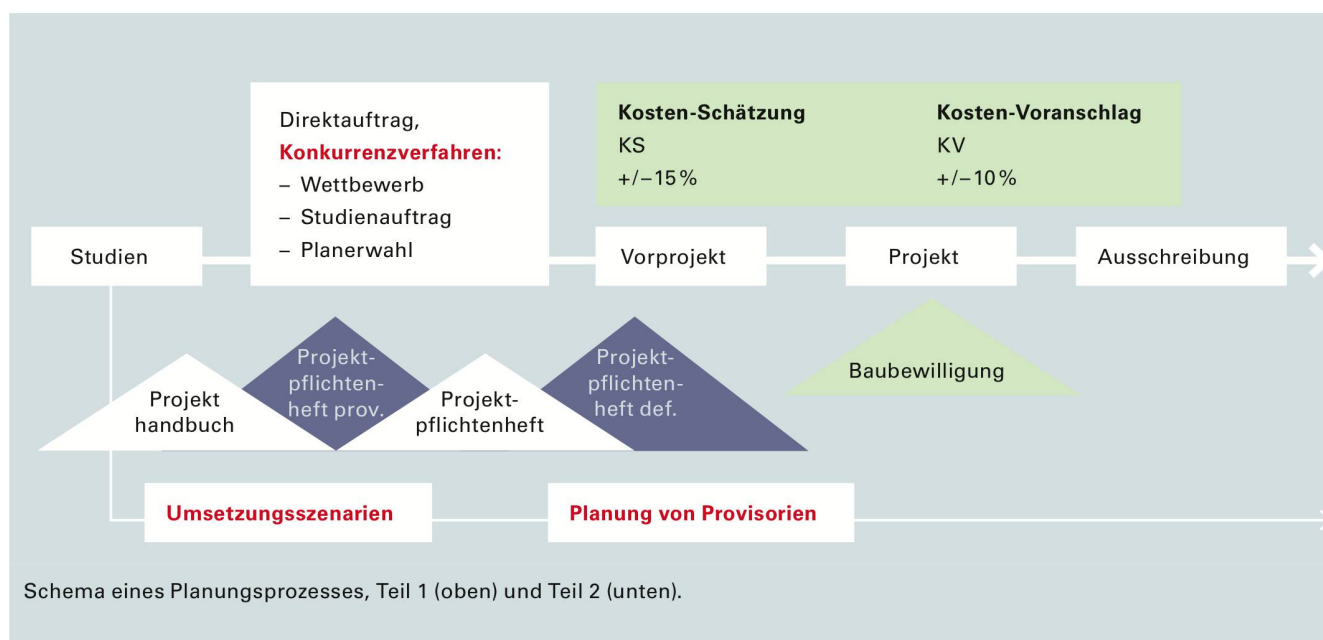 Direktauftrag,
Konkurrenzverfahren:
– Wettbewerb
– Studienauftrag
– Planerwahl
Kosten-Schätzung
KS
+/–15%
Kosten-Voranschlag
KV
+/–10%
Studien
Vorprojekt
Projekt
Ausschreibung
Projekt
handbuch
Projekt-
pflichten-
heft prov.
Projekt-
pflichtenheft
Projekt-
pflichten-
heft def.
Baubewilligung
Umsetzungsszenarien
Planung von Provisorien
Schema eines Planungsprozesses, Teil 1 (oben) und Teil 2 (unten).